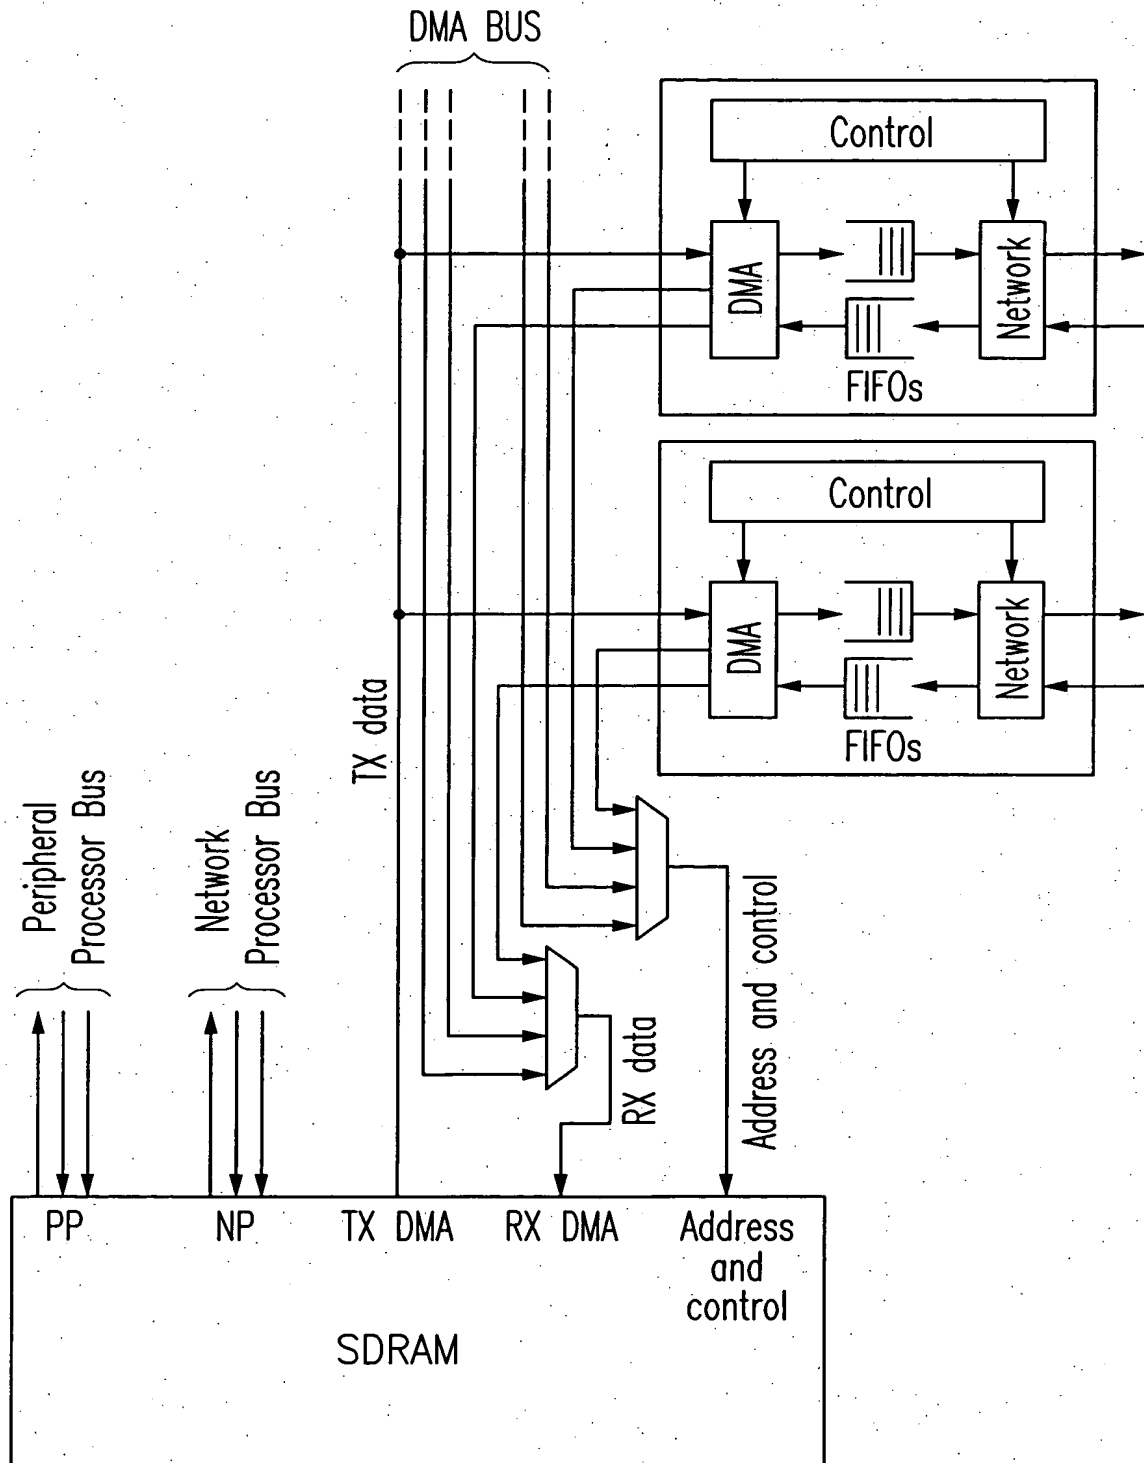 DMA BUS
Control
DMA
Network
FIFOs
Control
DMA
Network
FIFOs
TX data
Peripheral
Processor Bus
Network
Processor Bus
Address and control
RX data
PP
NP
TX DMA
RX DMA
Address
and
control
SDRAM